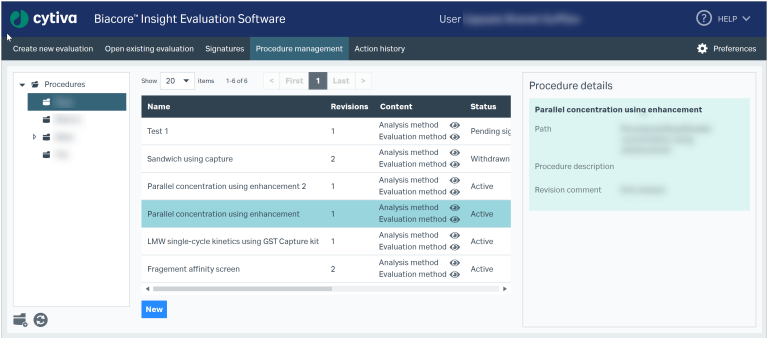 cytiva Biacore™ Insight Evaluation Software User HELP
Create new evaluation Open existing evaluation Signatures Procedure management Action history Preferences
Procedures
Show 20 items 1-6 of 6 < First 1 Last >
Name Revisions Content Status
Test 1 1 Analysis method Pending sig
Evaluation method
Sandwich using capture 2 Analysis method Withdrawn
Evaluation method
Parallel concentration using enhancement 2 1 Analysis method Active
Evaluation method
Parallel concentration using enhancement 1 Analysis method Active
Evaluation method
LMW single-cycle kinetics using GST Capture kit 1 Analysis method Active
Evaluation method
Fragement affinity screen 2 Analysis method Active
Evaluation method
New
Procedure details
Parallel concentration using enhancement
Path
Procedure description
Revision comment